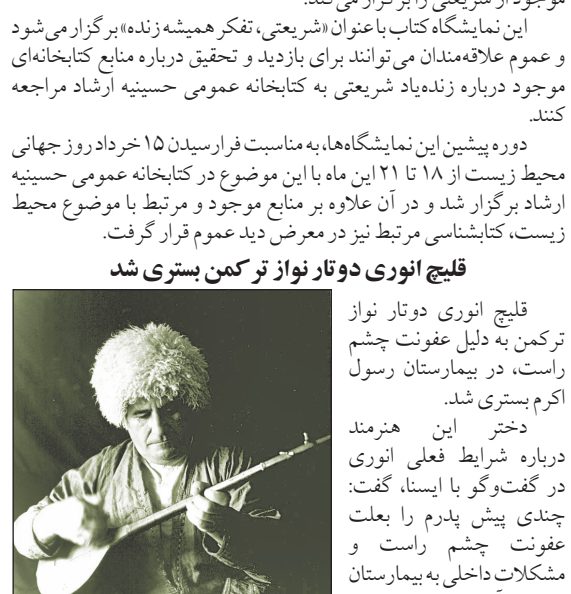 موجود از شریعتی را برگزار می‌کند.
این نمایشگاه کتاب با عنوان «شریعتی، تفکر همیشه زنده» برگزار می‌شود
و عموم علاقه‌مندان می‌توانند برای بازدید و تحقیق درباره منابع کتابخانه‌ای
موجود درباره زنده‌یاد شریعتی به کتابخانه عمومی حسینیه ارشاد مراجعه
کنند.
دوره پیشین این نمایشگاه‌ها، به مناسبت فرارسیدن ۱۵ خرداد روز جهانی
محیط زیست از ۱۸ تا ۲۱ این ماه با این موضوع در کتابخانه عمومی حسینیه
ارشاد برگزار شد و در آن علاوه بر منابع موجود و مرتبط با موضوع محیط
زیست، کتابشناسی مرتبط نیز در معرض دید عموم قرار گرفت.
قلیچ انوری دوتار نواز ترکمن بستری شد
قلیچ انوری دوتار نواز
ترکمن به دلیل عفونت چشم
راست، در بیمارستان رسول
اکرم بستری شد.
دختر این هنرمند
درباره شرایط فعلی انوری
در گفت‌وگو با ایسنا، گفت:
چندی پیش پدرم را بعلت
عفونت چشم راست و
مشکلات داخلی به بیمارستان